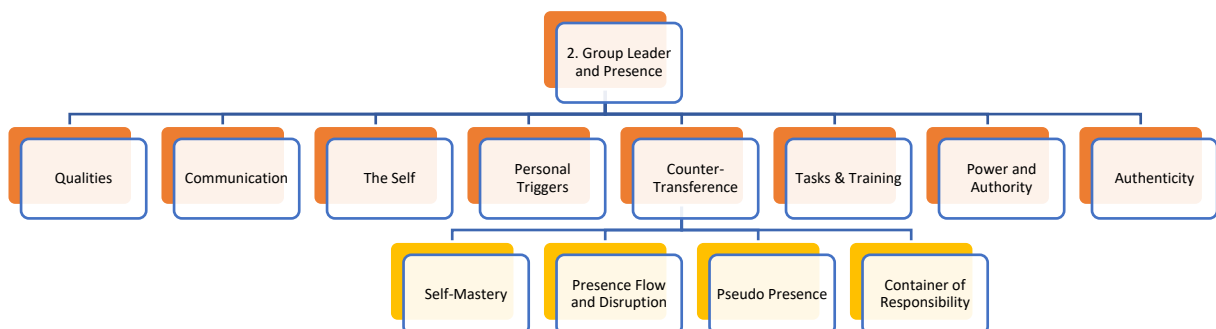 2. Group Leader
and Presence
Qualities
Communication
The Self
Personal
Triggers
Counter-
Transference
Tasks & Training
Power and
Authority
Authenticity
Self-Mastery
Presence Flow
and Disruption
Pseudo Presence
Container of
Responsibility